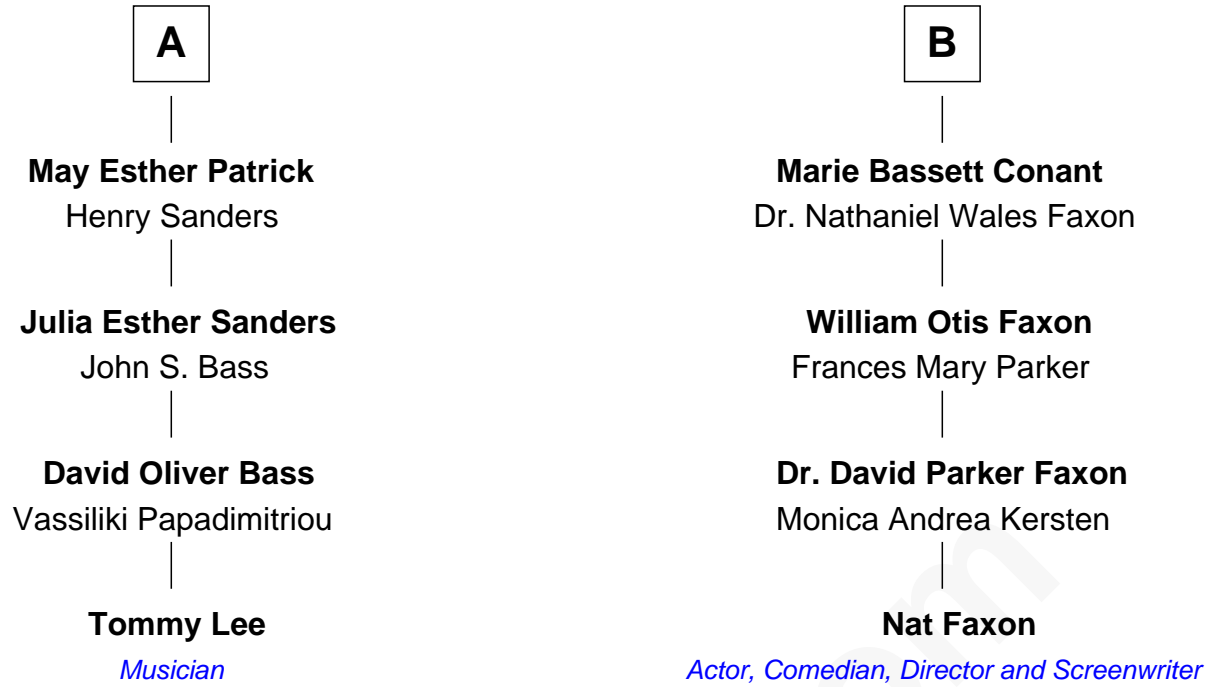 A
May Esther Patrick
Henry Sanders
Julia Esther Sanders
John S. Bass
David Oliver Bass
Vassiliki Papadimitriou
Tommy Lee
Musician
B
Marie Bassett Conant
Dr. Nathaniel Wales Faxon
William Otis Faxon
Frances Mary Parker
Dr. David Parker Faxon
Monica Andrea Kersten
Nat Faxon
Actor, Comedian, Director and Screenwriter